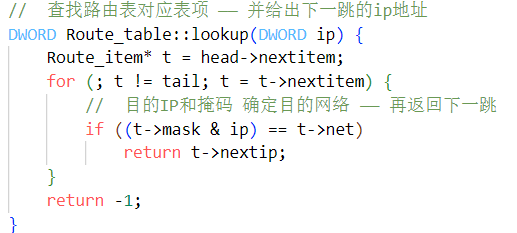 //  查找路由表对应表项 —— 并给出下一跳的ip地址
DWORD Route_table::lookup(DWORD ip) {
    Route_item* t = head->nextitem;
    for (; t != tail; t = t->nextitem) {
        //  目的IP和掩码 确定目的网络 —— 再返回下一跳
        if ((t->mask & ip) == t->net)
            return t->nextip;
    }
    return -1;
}